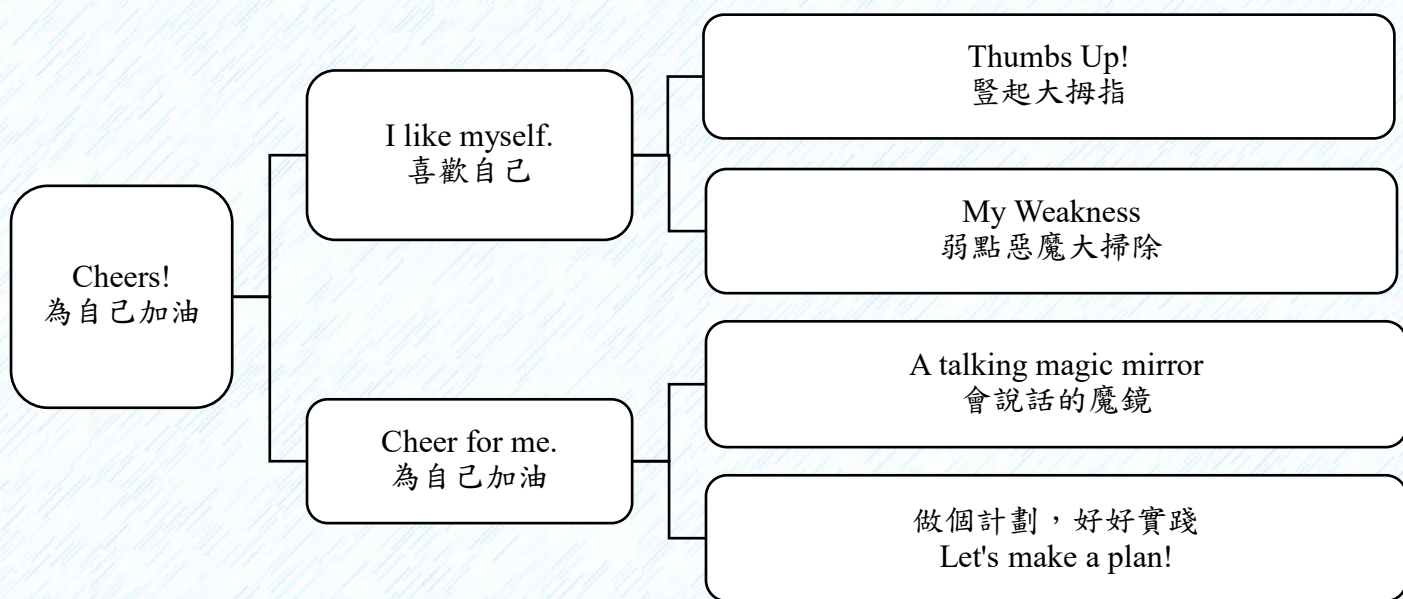 Cheers!
為自己加油
I like myself.
喜歡自己
Thumbs Up!
豎起大拇指
My Weakness
弱點惡魔大掃除
Cheer for me.
為自己加油
A talking magic mirror
會說話的魔鏡
做個計劃，好好實踐
Let's make a plan!